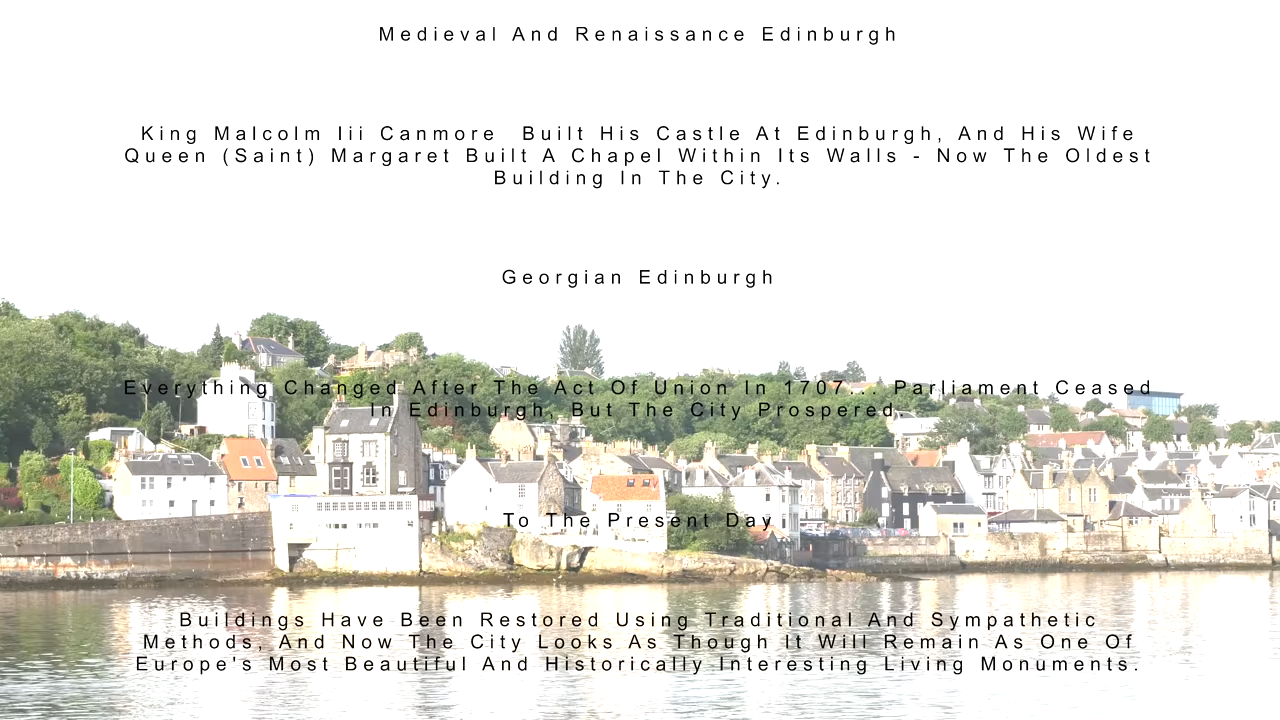 Medieval And Renaissance Edinburgh
King Malcolm Iii Canmore  Built His Castle At Edinburgh, And His Wife
Queen (Saint) Margaret Built A Chapel Within Its Walls - Now The Oldest
Building In The City.
Georgian Edinburgh
Everything Changed After The Act Of Union In 1707... Parliament Ceased
In Edinburgh, But The City Prospered.
To The Present Day
Buildings Have Been Restored Using Traditional And Sympathetic
Methods, And Now The City Looks As Though It Will Remain As One Of
Europe's Most Beautiful And Historically Interesting Living Monuments.